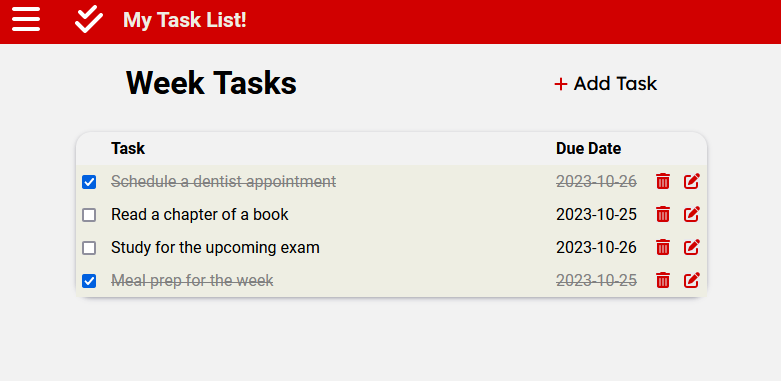 My Task List!
Week Tasks
+ Add Task
Task Due Date
Schedule a dentist appointment 2023-10-26
Read a chapter of a book 2023-10-25
Study for the upcoming exam 2023-10-26
Meal prep for the week 2023-10-25